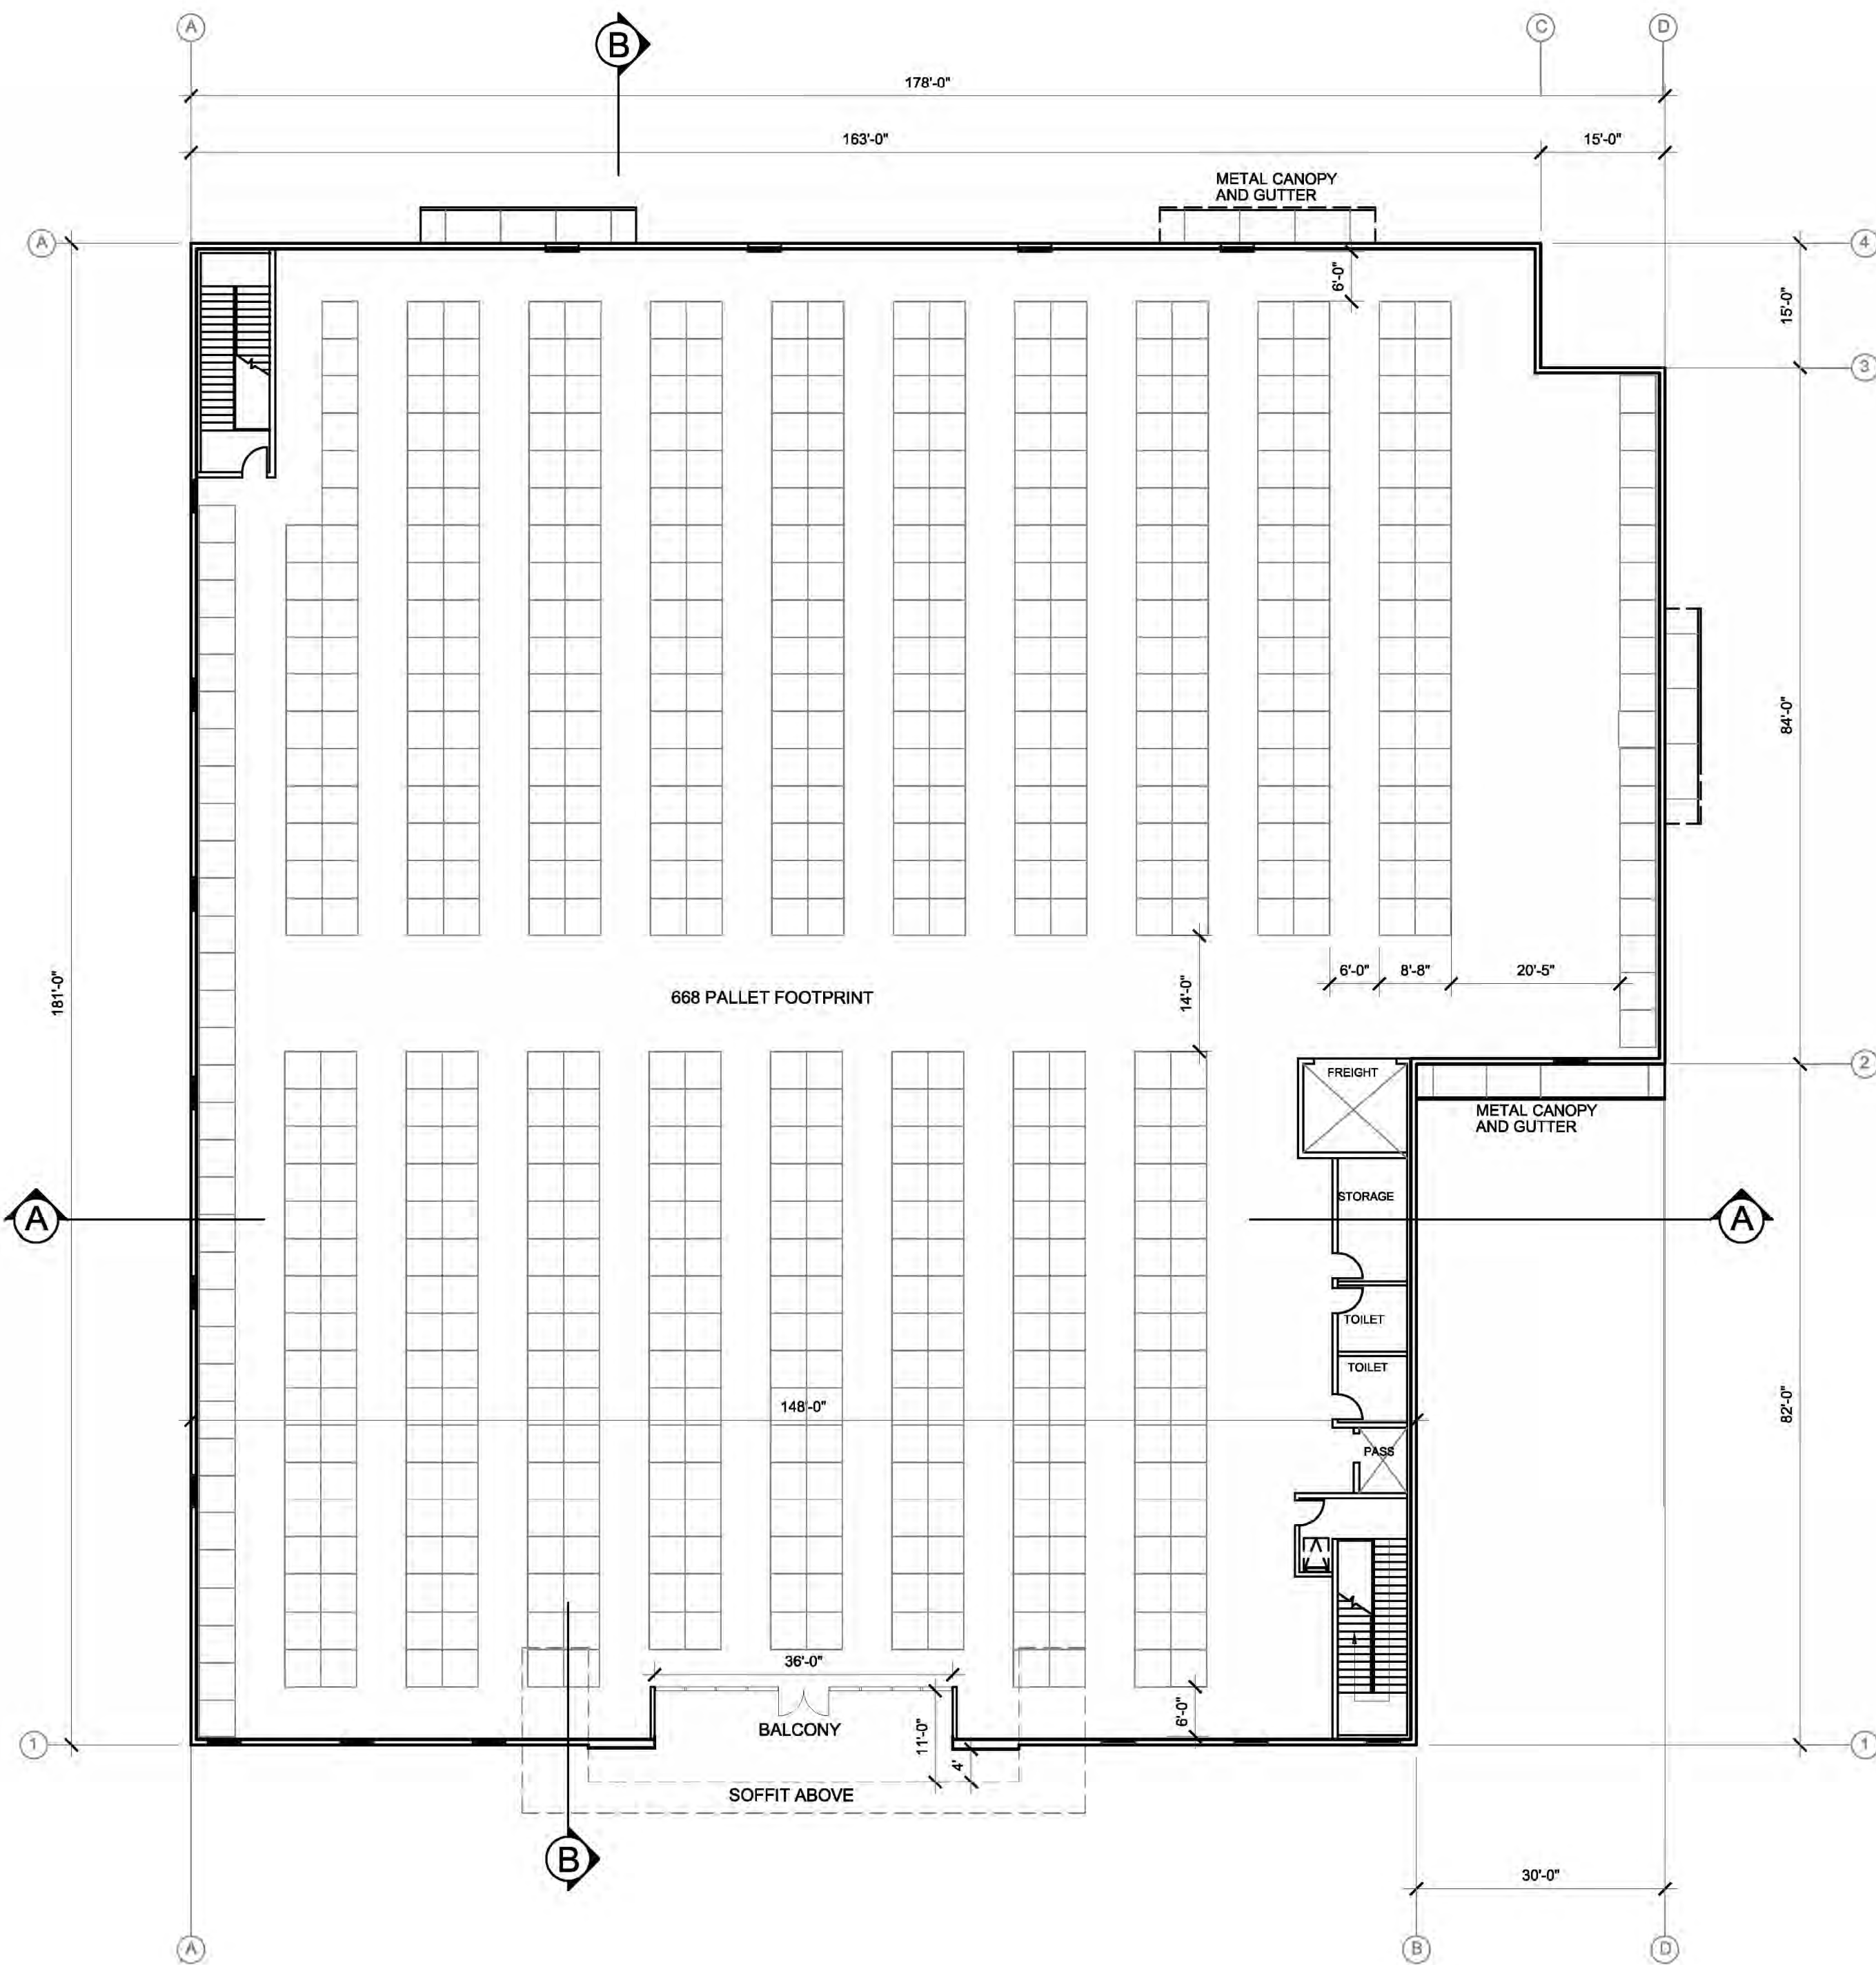 A
B
C
D
178'-0"
163'-0"
15'-0"
METAL CANOPY
AND GUTTER
A
4
6'-0"
15'-0"
3
84'-0"
181'-0"
668 PALLET FOOTPRINT
14'-0"
6'-0"
8'-8"
20'-5"
FREIGHT
2
METAL CANOPY
AND GUTTER
STORAGE
A
A
TOILET
TOILET
148'-0"
82'-0"
PASS
36'-0"
6'-0"
BALCONY
11'-0"
4'
1
1
SOFFIT ABOVE
B
30'-0"
A
B
D